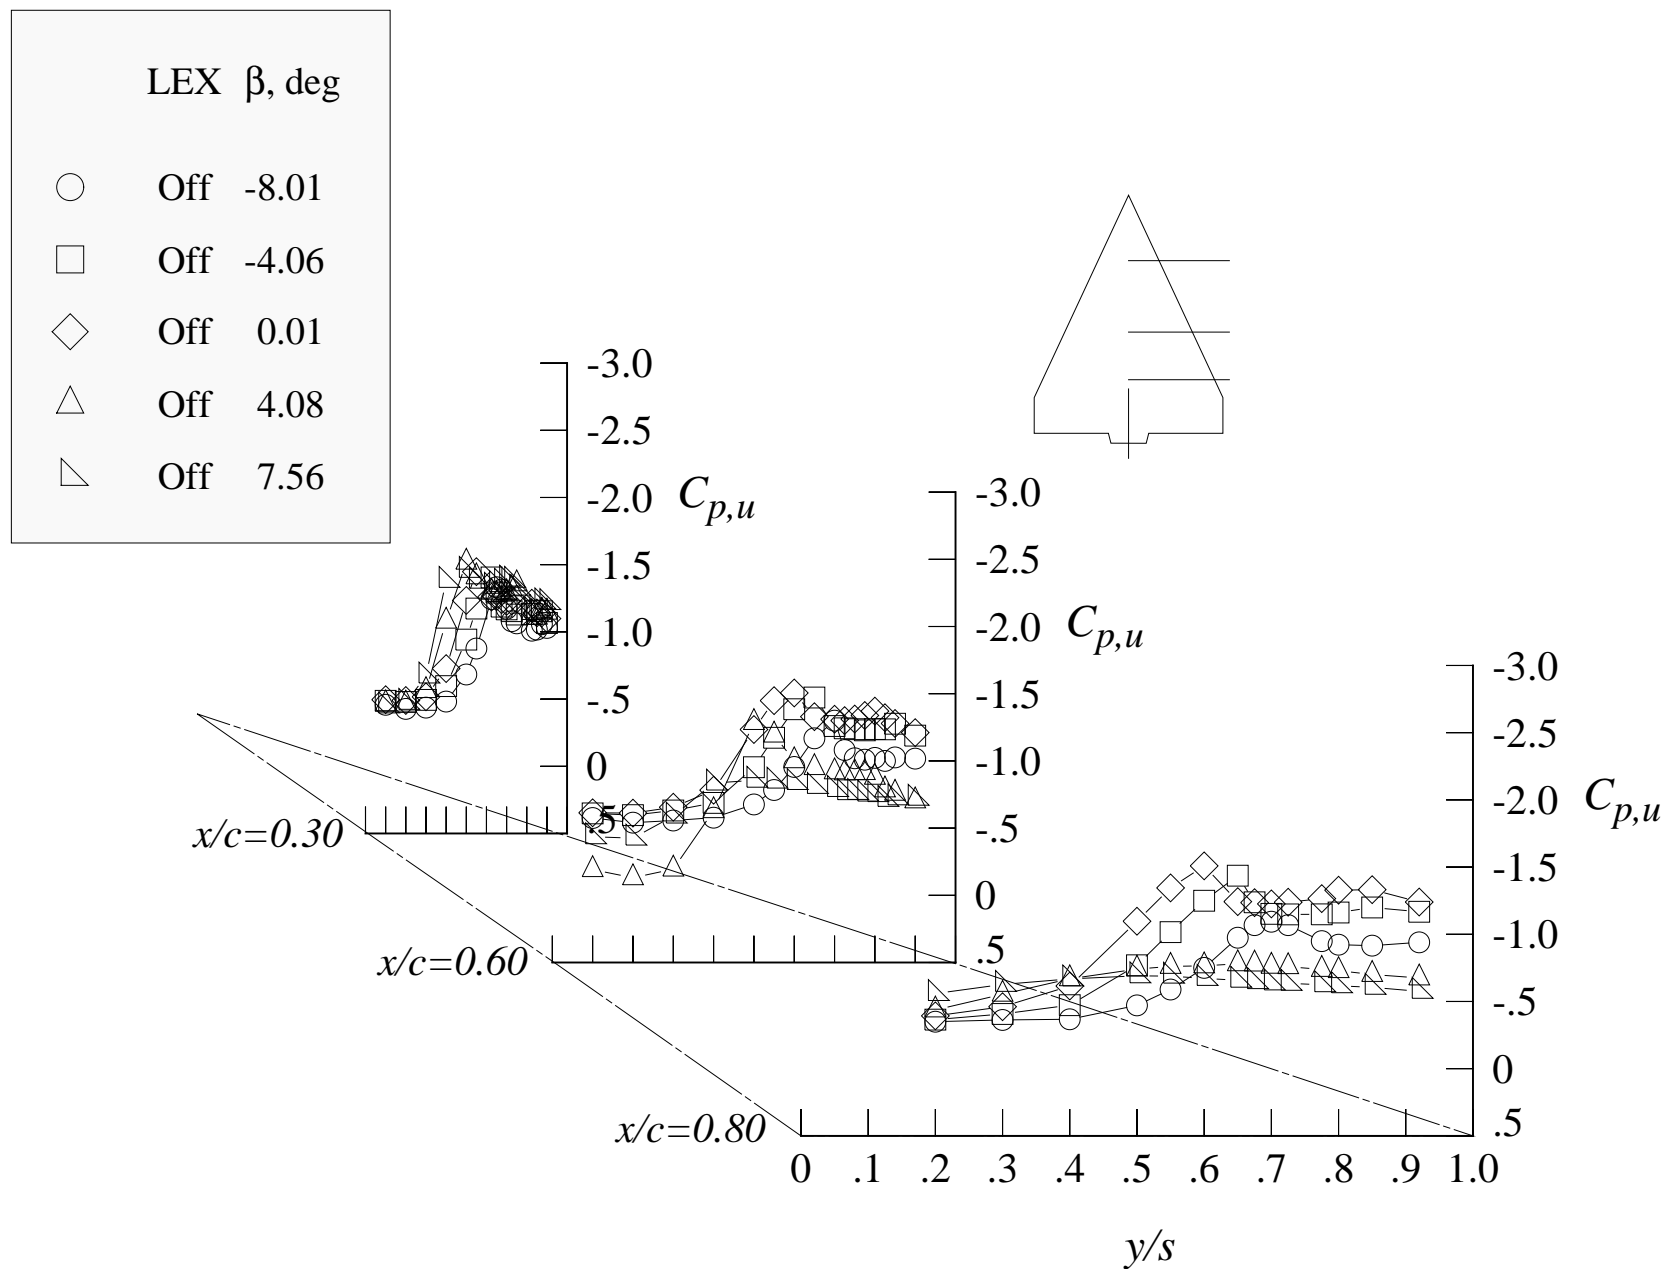 LEX β, deg
Off -8.01
Off -4.06
Off 0.01
Off 4.08
Off 7.56
-3.0
-2.5
-2.0 Cp,u
-1.5
-1.0
-.5
0
.5
x/c=0.30
-3.0
-2.5
-2.0 Cp,u
-1.5
-1.0
-.5
0
.5
x/c=0.60
-3.0
-2.5
-2.0 Cp,u
-1.5
-1.0
-.5
0
.5
x/c=0.80
0 .1 .2 .3 .4 .5 .6 .7 .8 .9 1.0
y/s